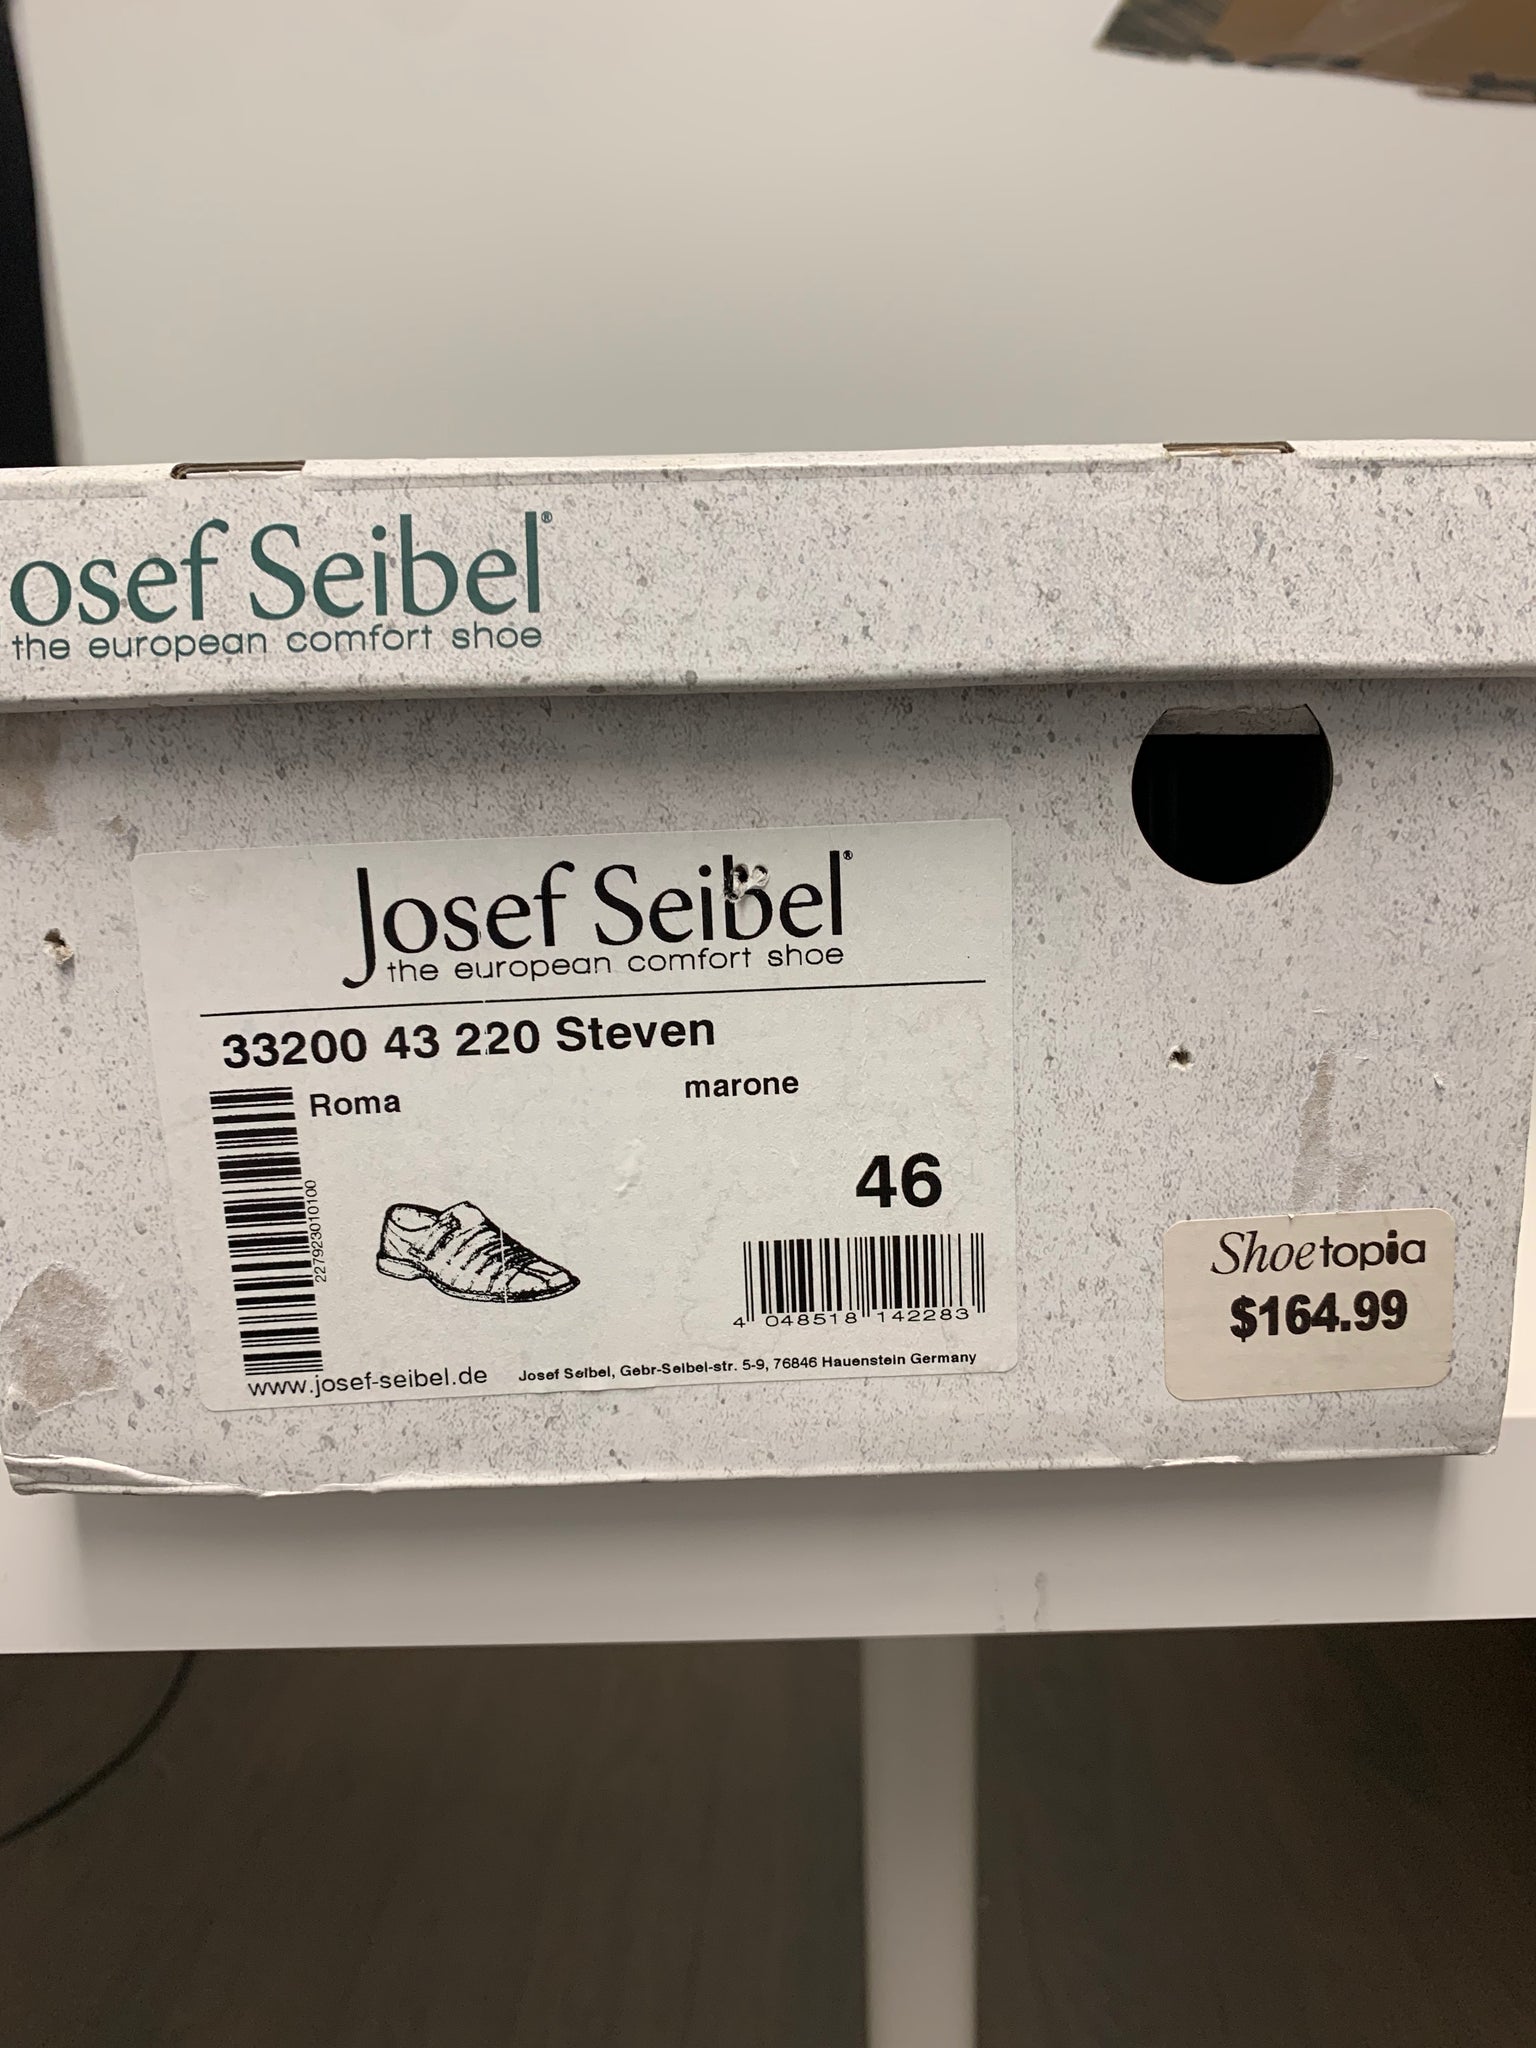 osef Seibel®
the european comfort shoe
Josef Seibel®
the european comfort shoe
33200 43 220 Steven
Roma marone
46
227923010100
4 048518 142283
www.josef-seibel.de Josef Seibel, Gebr-Seibel-str. 5-9, 76846 Hauenstein Germany
Shoetopia
$164.99